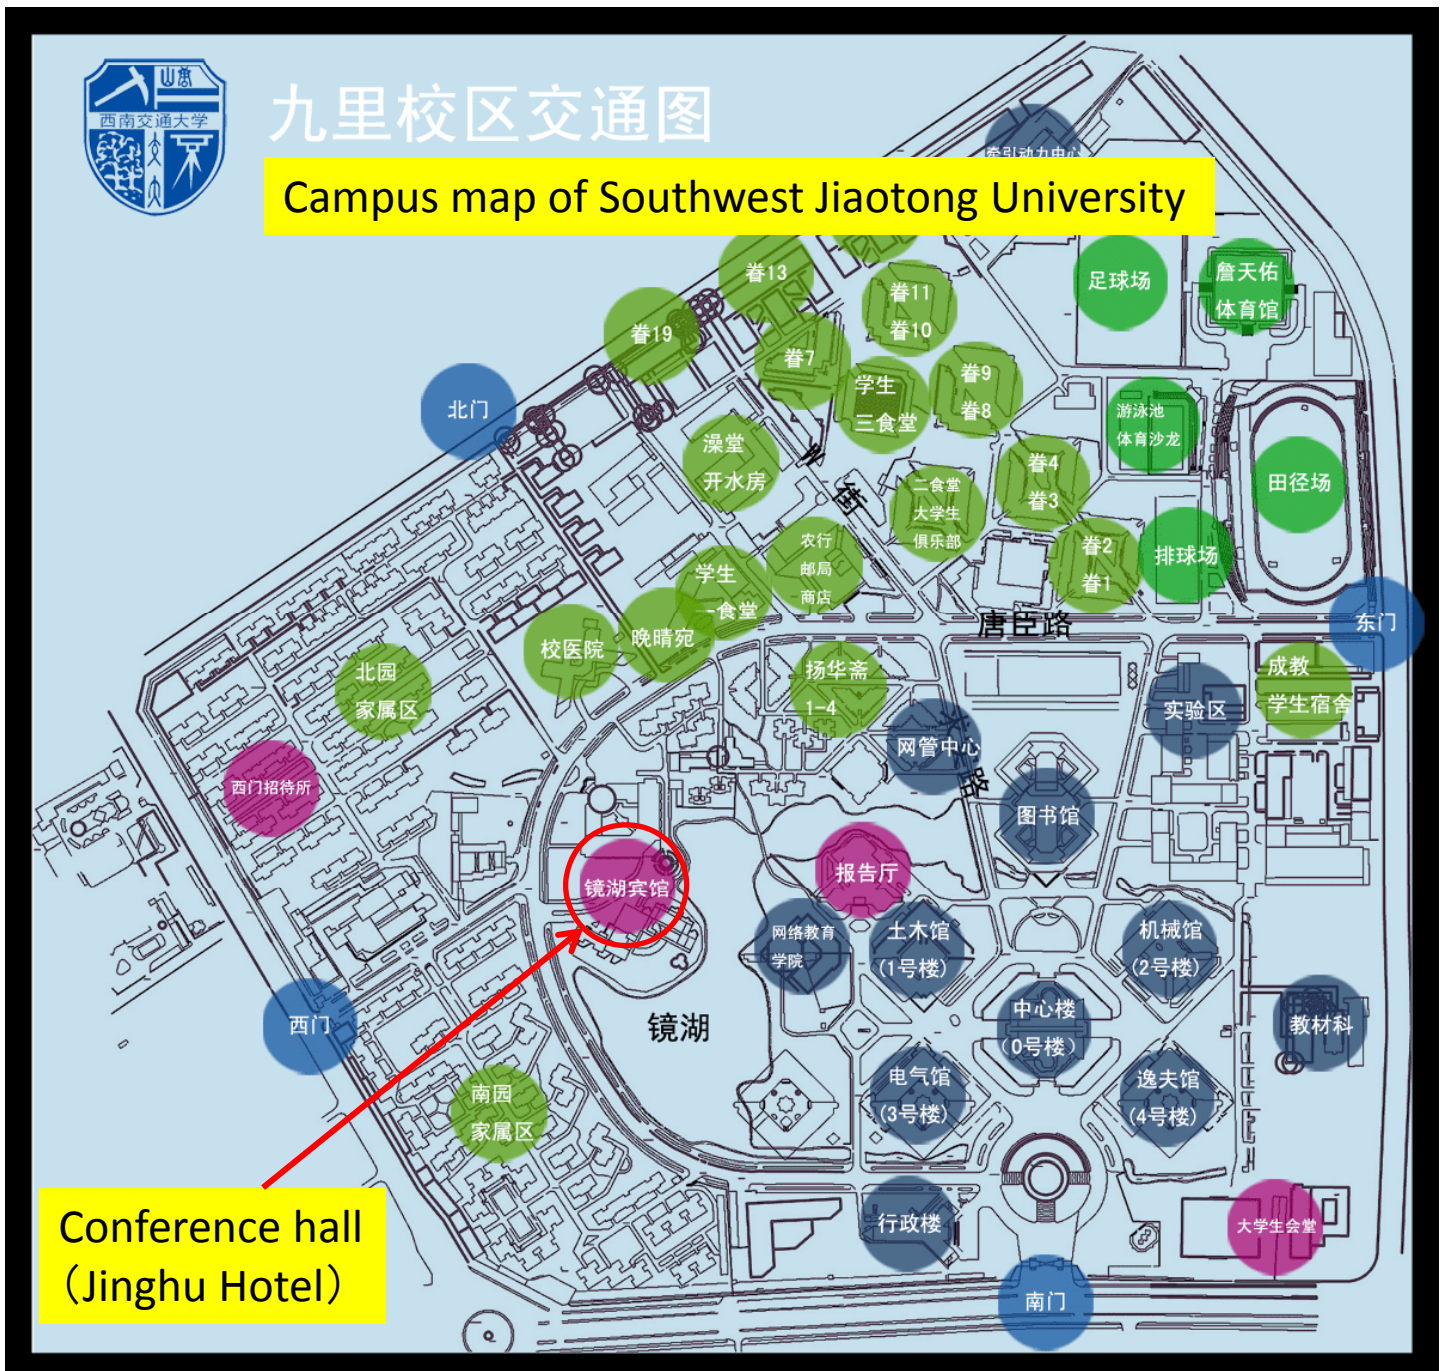 山唐
西南交通大学
九里校区交通图
Campus map of Southwest Jiaotong University
牵引动力中心
眷13
眷11
眷10
足球场
詹天佑
体育馆
眷19
眷7
学生
三食堂
眷9
眷8
北门
游泳池
体育沙龙
澡堂
开水房
街
二食堂
大学生
俱乐部
眷4
眷3
田径场
农行
邮局
商店
眷2
眷1
排球场
学生
一食堂
唐臣路
东门
校医院
晚晴宛
北园
家属区
扬华斋
1-4
网管中心
路
实验区
成教
学生宿舍
西门招待所
图书馆
镜湖宾馆
报告厅
网络教育
学院
土木馆
(1号楼)
机械馆
(2号楼)
西门
镜湖
中心楼
(0号楼)
教材科
南园
家属区
电气馆
(3号楼)
逸夫馆
(4号楼)
Conference hall
（Jinghu Hotel）
行政楼
大学生会堂
南门